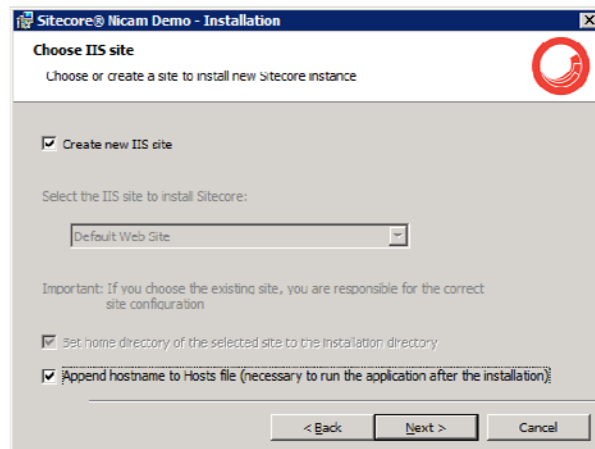 Sitecore® Nicam Demo - Installation
Choose IIS site
Choose or create a site to install new Sitecore instance
Create new IIS site
Select the IIS site to install Sitecore:
Default Web Site
Important: If you choose the existing site, you are responsible for the correct
site configuration
Set home directory of the selected site to the installation directory
Append hostname to Hosts file (necessary to run the application after the installation)
< Back
Next >
Cancel